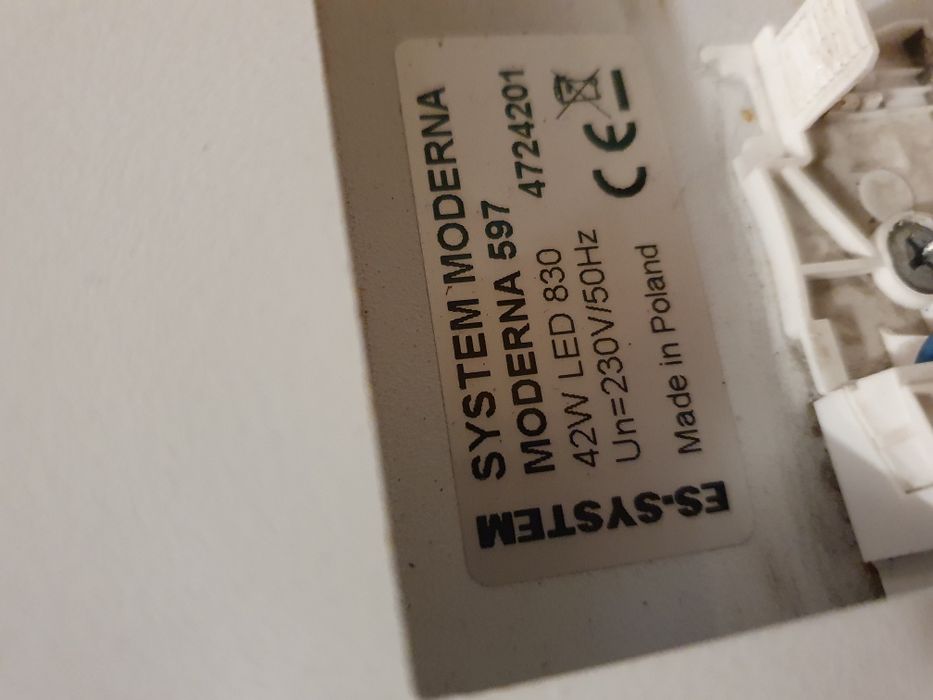 SYSTEM MODERNA
MODERNA 597 4724201
42W LED 830
Un=230V/50Hz
CE
Made in Poland
ES-SYSTEM